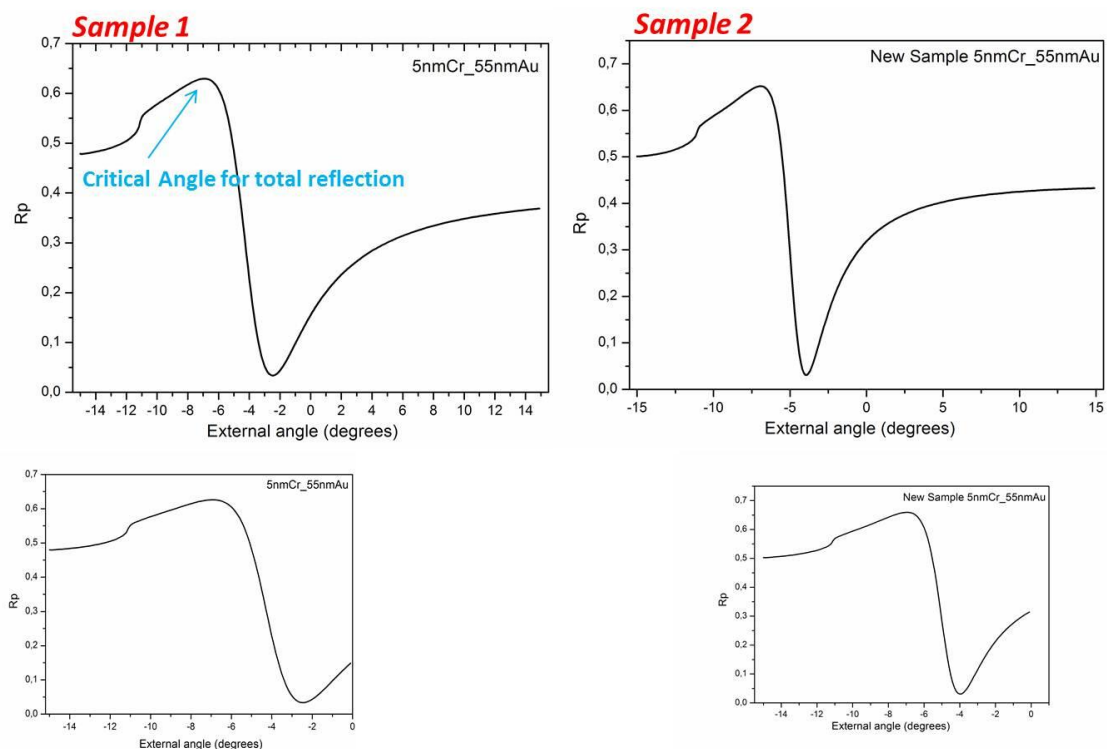 Sample 1
0,7
0,6
0,5
0,4
0,3
0,2
0,1
0,0
Rp
5nmCr_55nmAu
Critical Angle for total reflection
-14 -12 -10 -8 -6 -4 -2 0 2 4 6 8 10 12 14
External angle (degrees)
Sample 2
0,7
0,6
0,5
0,4
0,3
0,2
0,1
0,0
Rp
New Sample 5nmCr_55nmAu
-15 -10 -5 0 5 10 15
External angle (degrees)
0,7
0,6
0,5
0,4
0,3
0,2
0,1
0,0
Rp
5nmCr_55nmAu
-14 -12 -10 -8 -6 -4 -2 0
External angle (degrees)
0,7
0,6
0,5
0,4
0,3
0,2
0,1
0,0
Rp
New Sample 5nmCr_55nmAu
-14 -12 -10 -8 -6 -4 -2 0
External angle (degrees)